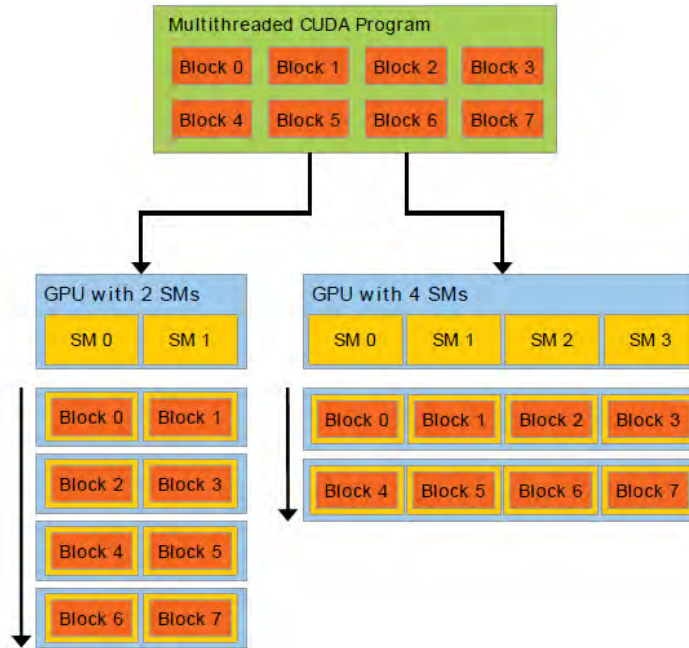 Multithreaded CUDA Program
Block 0 Block 1 Block 2 Block 3
Block 4 Block 5 Block 6 Block 7
GPU with 2 SMs
SM 0 SM 1
Block 0 Block 1
Block 2 Block 3
Block 4 Block 5
Block 6 Block 7
GPU with 4 SMs
SM 0 SM 1 SM 2 SM 3
Block 0 Block 1 Block 2 Block 3
Block 4 Block 5 Block 6 Block 7